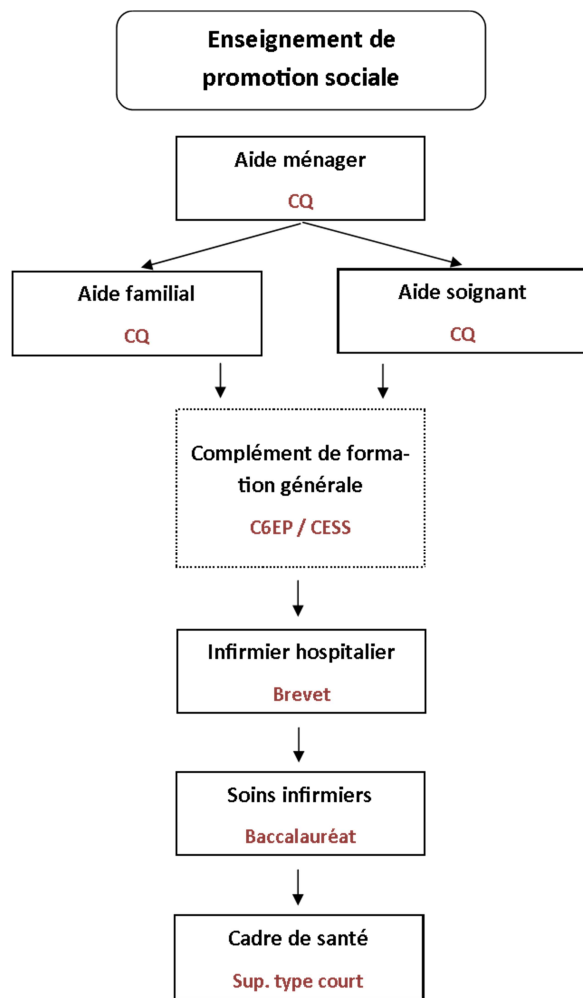 Enseignement de
promotion sociale
Aide ménager
CQ
Aide familial
CQ
Aide soignant
CQ
Complément de forma-
tion générale
C6EP / CESS
Infirmier hospitalier
Brevet
Soins infirmiers
Baccalauréat
Cadre de santé
Sup. type court